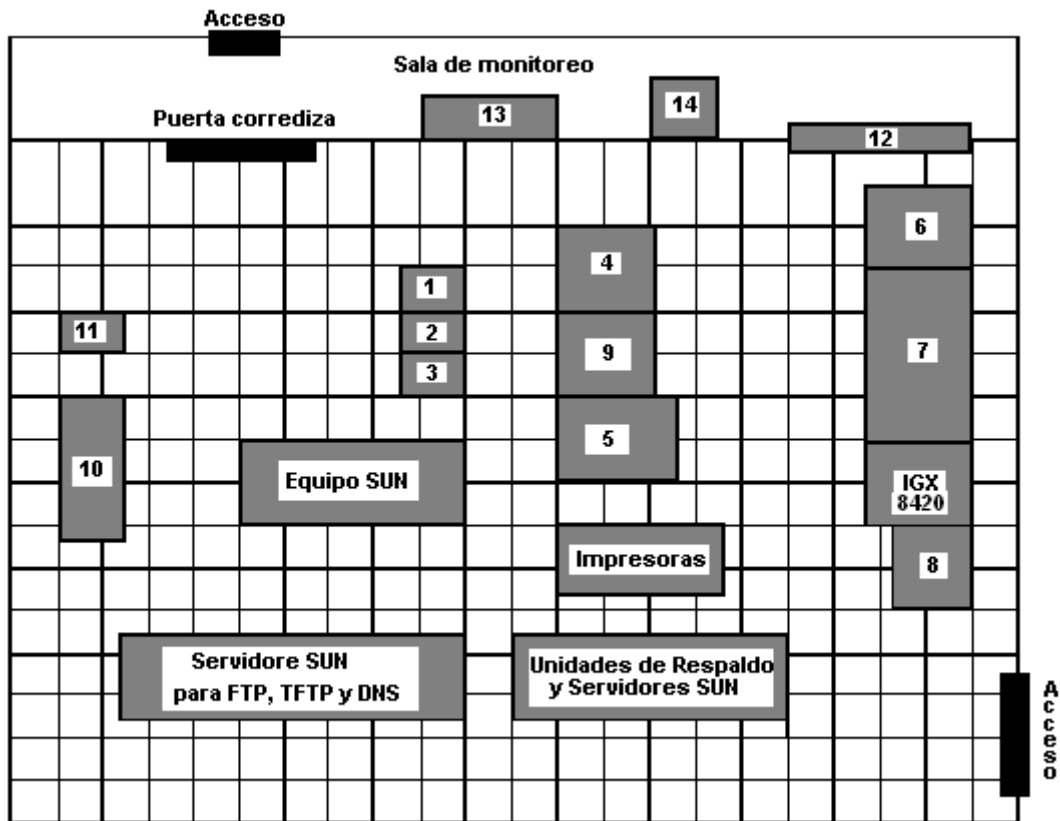 Acceso
Sala de monitoreo
13
14
Puerta corrediza
12
6
4
1
11
2
9
7
3
5
10
Equipo SUN
IGX
8420
Impresoras
8
Servidore SUN
para FTP, TFTP y DNS
Unidades de Respaldo
y Servidores SUN
Acceso